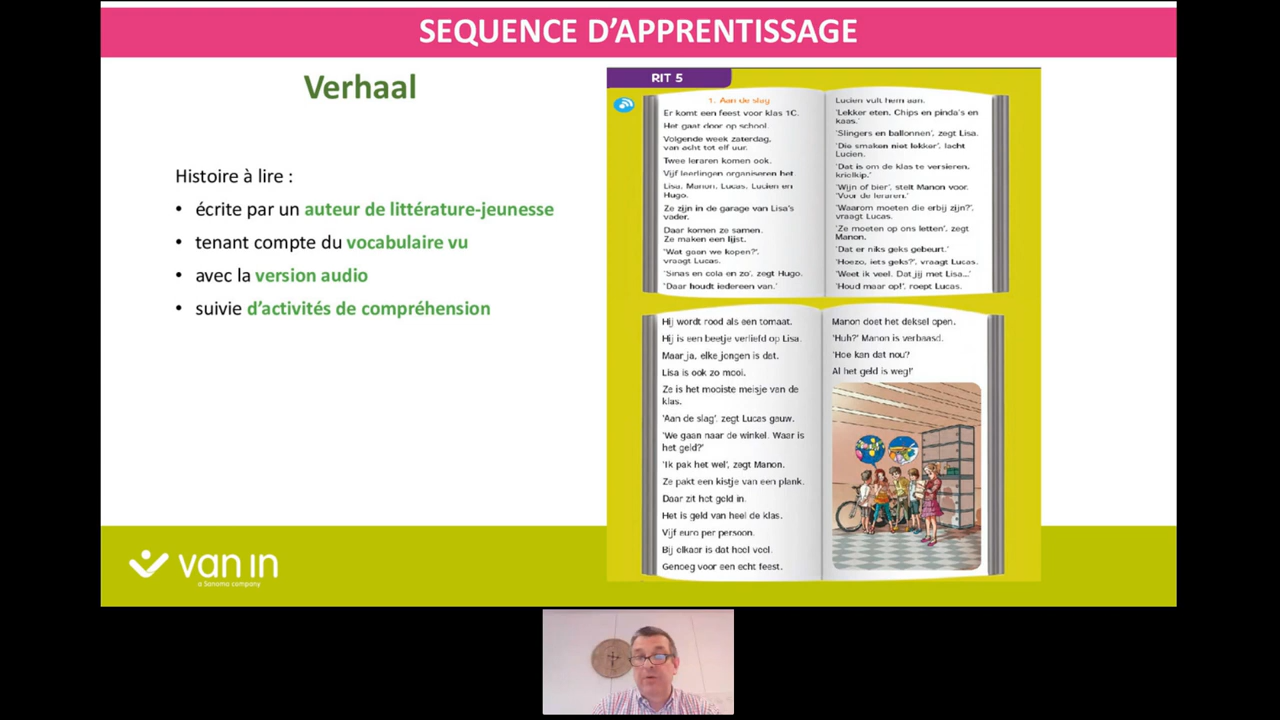 SEQUENCE D'APPRENTISSAGE
Verhaal
Histoire à lire :
• écrite par un auteur de littérature-jeunesse
• tenant compte du vocabulaire vu
• avec la version audio
• suivie d'activités de compréhension
van in
a Sanoma company
RIT 5
1. Aan de slag
Er komt een feest voor klas 1C.
Het gaat door op school.
Volgende week zaterdag,
van acht tot elf uur.
Twee leraren komen ook.
Vijf leerlingen organiseren het.
Lisa, Manon, Lucas, Lucien en
Hugo.
Ze zijn in de garage van Lisa's
vader.
Daar komen ze samen.
Ze maken een lijst.
'Wat gaan we kopen?',
vraagt Lucas.
'Sinas en cola en zo', zegt Hugo.
'Daar houdt iedereen van.'
Lucien vult hem aan.
'Lekker eten. Chips en pinda's en
kaas.'
'Slingers en ballonnen', zegt Lisa.
'Die smaken niet lekker', lacht
Lucien.
'Dat is om de klas te versieren,
krielkip.'
'Wijn of bier', stelt Manon voor.
'Voor de leraren.'
'Waarom moeten die erbij zijn?',
vraagt Lucas.
'Ze moeten op ons letten', zegt
Manon.
'Dat er niks geks gebeurt.'
'Hoezo, iets geks?', vraagt Lucas.
'Weet ik veel. Dat jij met Lisa...'
'Houd maar op!', roept Lucas.
Hij wordt rood als een tomaat.
Hij is een beetje verliefd op Lisa.
Maar ja, elke jongen is dat.
Lisa is ook zo mooi.
Ze is het mooiste meisje van de
klas.
'Aan de slag', zegt Lucas gauw.
'We gaan naar de winkel. Waar is
het geld?'
'Ik pak het wel', zegt Manon.
Ze pakt een kistje van een plank.
Daar zit het geld in.
Het is geld van heel de klas.
Vijf euro per persoon.
Bij elkaar is dat heel veel.
Genoeg voor een echt feest.
Manon doet het deksel open.
'Huh?' Manon is verbaasd.
'Hoe kan dat nou?
Al het geld is weg!'